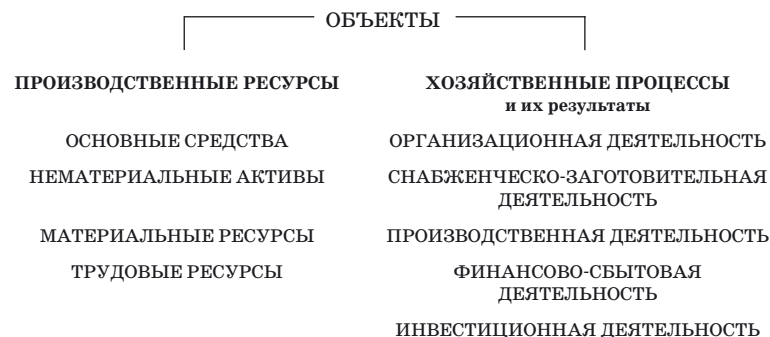 ОБЪЕКТЫ
ПРОИЗВОДСТВЕННЫЕ РЕСУРСЫ
ОСНОВНЫЕ СРЕДСТВА
НЕМАТЕРИАЛЬНЫЕ АКТИВЫ
МАТЕРИАЛЬНЫЕ РЕСУРСЫ
ТРУДОВЫЕ РЕСУРСЫ
ХОЗЯЙСТВЕННЫЕ ПРОЦЕССЫ
и их результаты
ОРГАНИЗАЦИОННАЯ ДЕЯТЕЛЬНОСТЬ
СНАБЖЕНЧЕСКО-ЗАГОТОВИТЕЛЬНАЯ
ДЕЯТЕЛЬНОСТЬ
ПРОИЗВОДСТВЕННАЯ ДЕЯТЕЛЬНОСТЬ
ФИНАНСОВО-СБЫТОВАЯ
ДЕЯТЕЛЬНОСТЬ
ИНВЕСТИЦИОННАЯ ДЕЯТЕЛЬНОСТЬ